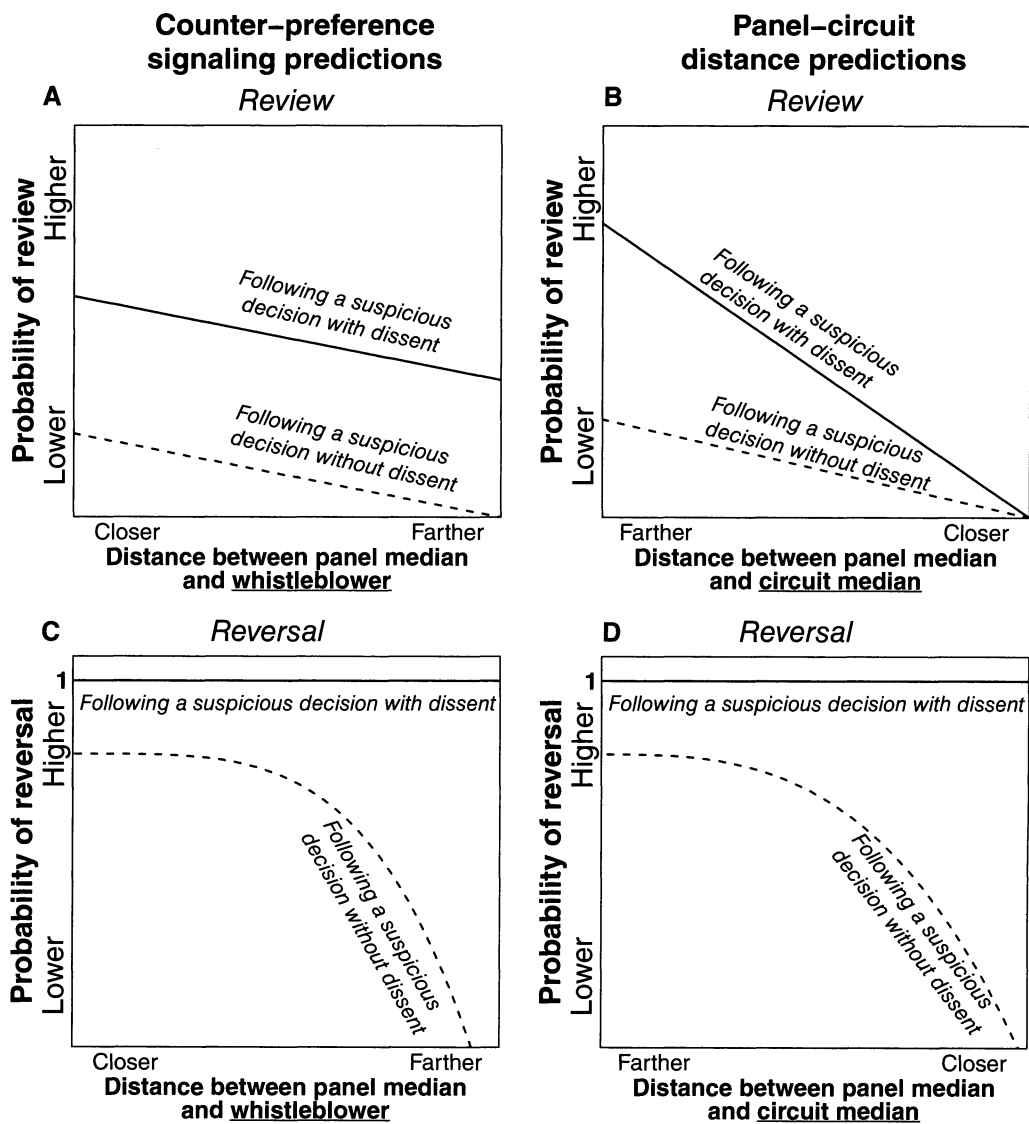 Counter–preference
signaling predictions
Panel–circuit
distance predictions
A
Review
Probability of review
Higher
Lower
Following a suspicious
decision with dissent
Following a suspicious
decision without dissent
Closer
Farther
Distance between panel median
and whistleblower
B
Review
Probability of review
Higher
Lower
Following a suspicious
decision with dissent
Following a suspicious
decision without dissent
Farther
Closer
Distance between panel median
and circuit median
C
Reversal
Probability of reversal
1
Higher
Lower
Following a suspicious decision with dissent
Following a suspicious
decision without dissent
Closer
Farther
Distance between panel median
and whistleblower
D
Reversal
Probability of reversal
1
Higher
Lower
Following a suspicious decision with dissent
Following a suspicious
decision without dissent
Farther
Closer
Distance between panel median
and circuit median